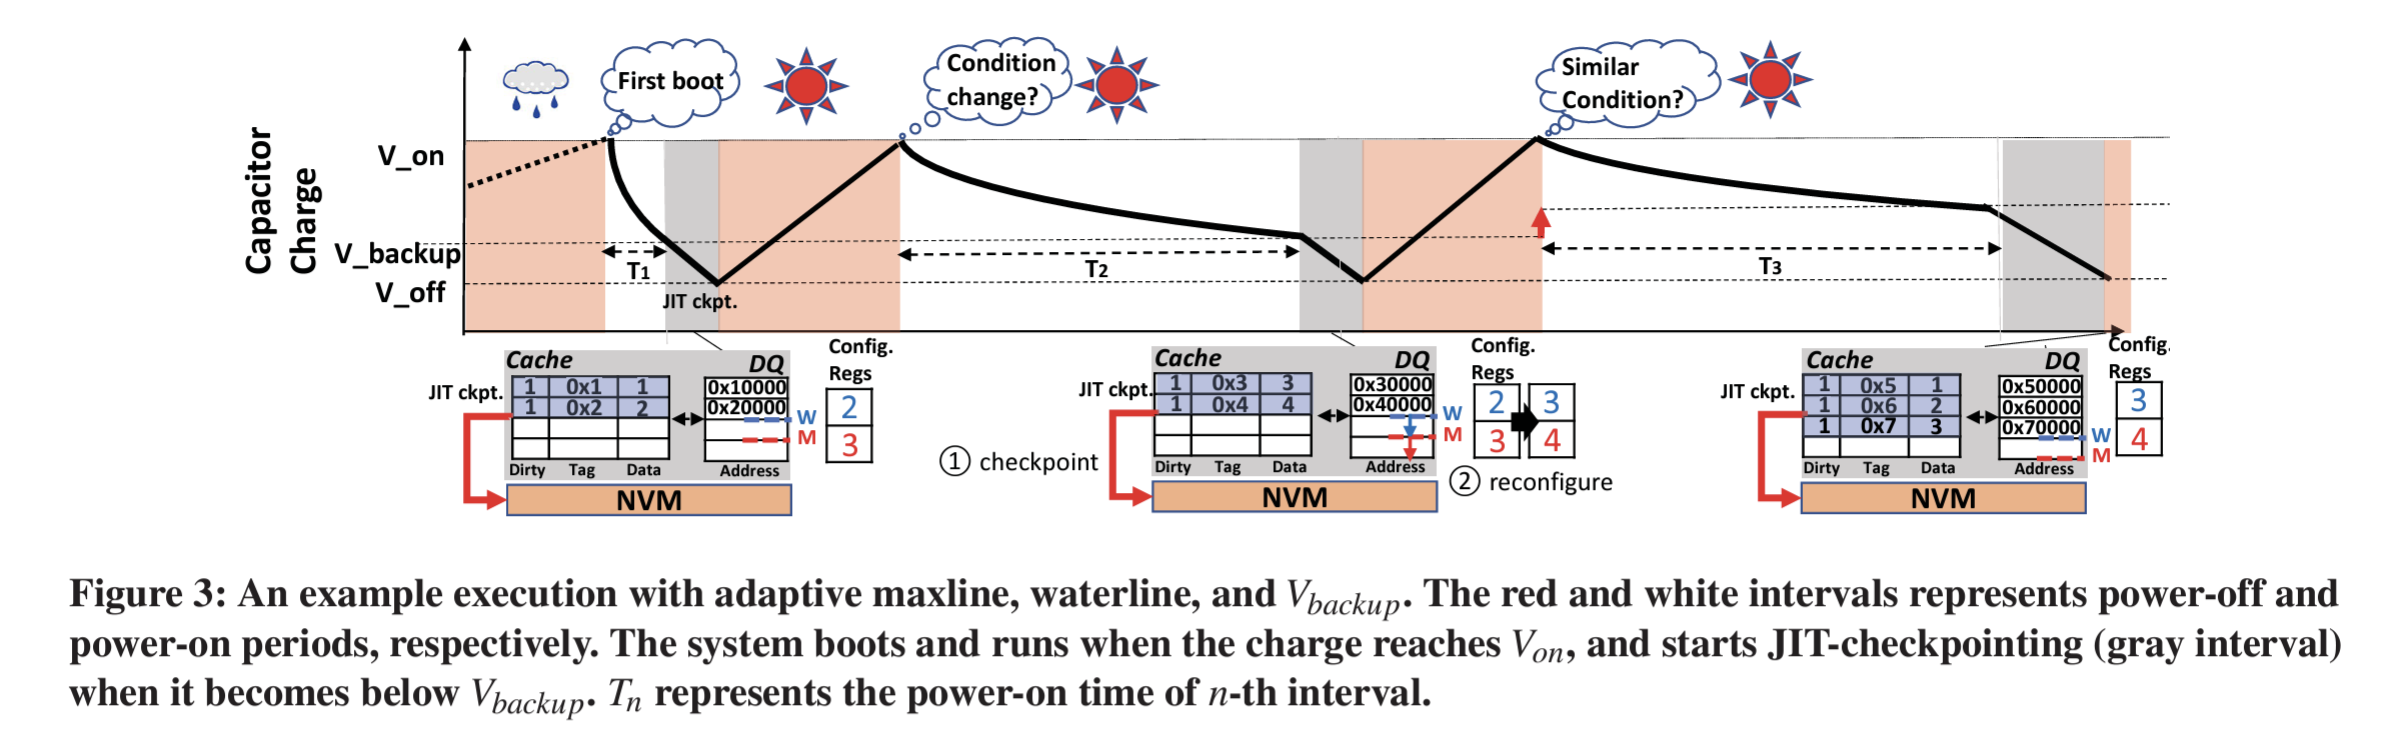 First boot
Condition
change?
Similar
Condition?
Capacitor
Charge
V_on
V_backup
V_off
T1
T2
T3
JIT ckpt.
Cache
DQ
Config.
Regs
JIT ckpt.
1 0x1 1
1 0x2 2
0x10000
0x20000
W
M
2
3
Dirty Tag Data
Address
NVM
① checkpoint
Cache
DQ
Config.
Regs
JIT ckpt.
1 0x3 3
1 0x4 4
0x30000
0x40000
W
M
2 3
3 4
Dirty Tag Data
Address
② reconfigure
NVM
Cache
DQ
Config.
Regs
JIT ckpt.
1 0x5 1
1 0x6 2
1 0x7 3
0x50000
0x60000
0x70000
W
M
3
4
Dirty Tag Data
Address
NVM
Figure 3: An example execution with adaptive maxline, waterline, and Vbackup. The red and white intervals represents power-off and
power-on periods, respectively. The system boots and runs when the charge reaches Von, and starts JIT-checkpointing (gray interval)
when it becomes below Vbackup. Tn represents the power-on time of n-th interval.